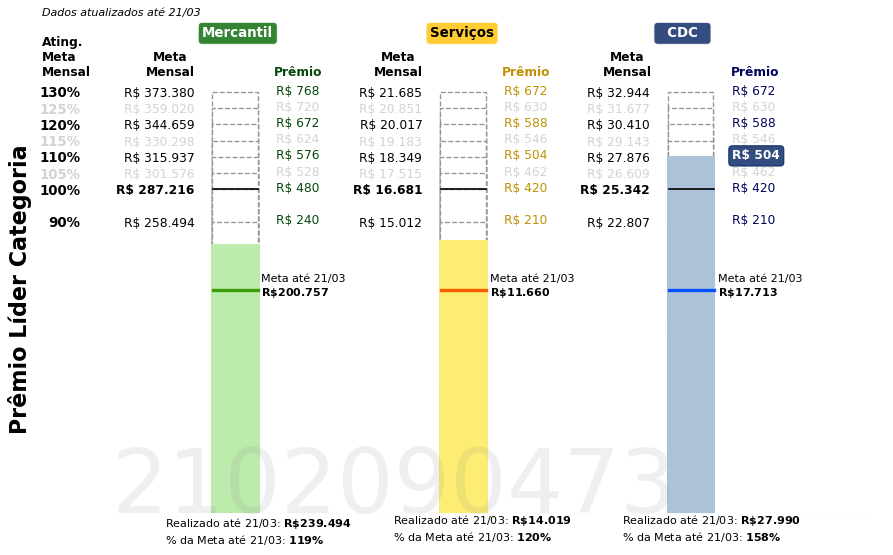 Dados atualizados até 21/03
Mercantil
Serviços
CDC
Ating.
Meta
Mensal
Meta
Mensal
Prêmio
Meta
Mensal
Prêmio
Meta
Mensal
Prêmio
130% R$ 373.380 R$ 768 R$ 21.685 R$ 672 R$ 32.944 R$ 672
125% R$ 359.020 R$ 720 R$ 20.851 R$ 630 R$ 31.677 R$ 630
120% R$ 344.659 R$ 672 R$ 20.017 R$ 588 R$ 30.410 R$ 588
115% R$ 330.298 R$ 624 R$ 19.183 R$ 546 R$ 29.143 R$ 546
110% R$ 315.937 R$ 576 R$ 18.349 R$ 504 R$ 27.876 R$ 504
105% R$ 301.576 R$ 528 R$ 17.515 R$ 462 R$ 26.609 R$ 462
100% R$ 287.216 R$ 480 R$ 16.681 R$ 420 R$ 25.342 R$ 420
90% R$ 258.494 R$ 240 R$ 15.012 R$ 210 R$ 22.807 R$ 210
Meta até 21/03
R$200.757
Meta até 21/03
R$11.660
Meta até 21/03
R$17.713
Prêmio Líder Categoria
2102090473
Realizado até 21/03: R$239.494
% da Meta até 21/03: 119%
Realizado até 21/03: R$14.019
% da Meta até 21/03: 120%
Realizado até 21/03: R$27.990
% da Meta até 21/03: 158%